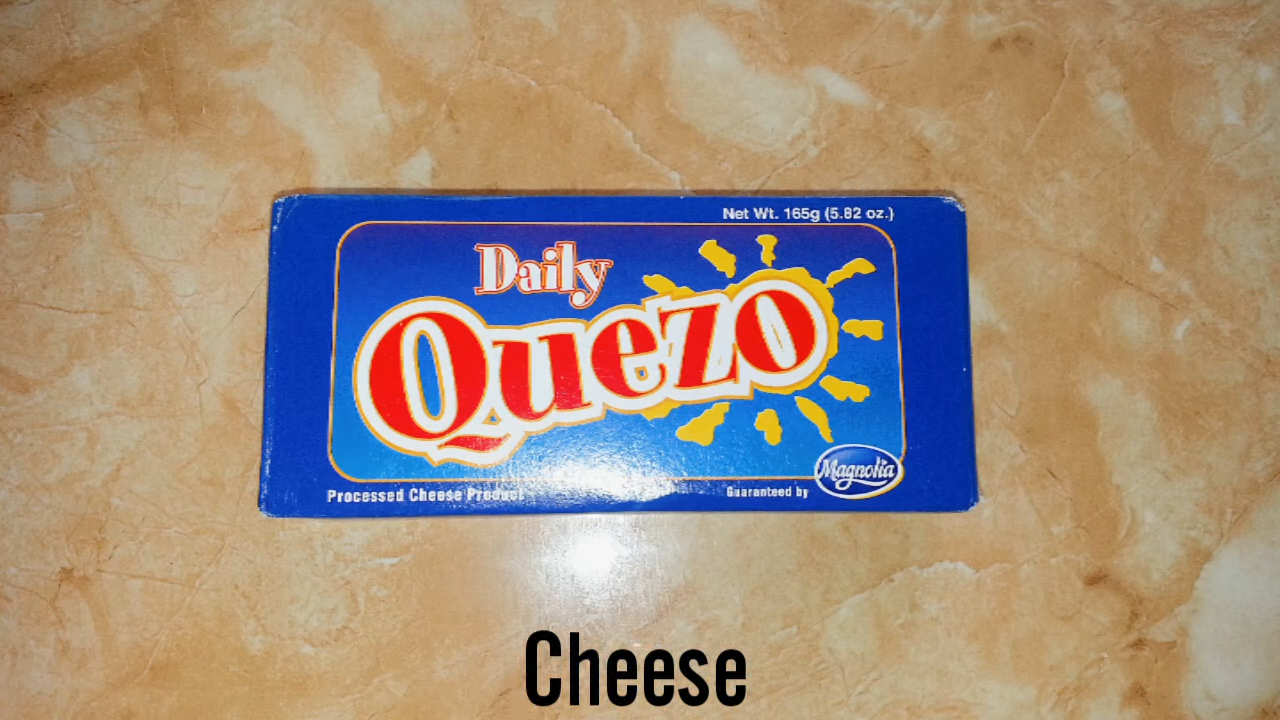 Net Wt. 165g (5.82 oz.)
Daily
Quezo
Magnolia
Processed Cheese Product
Guaranteed by
Cheese